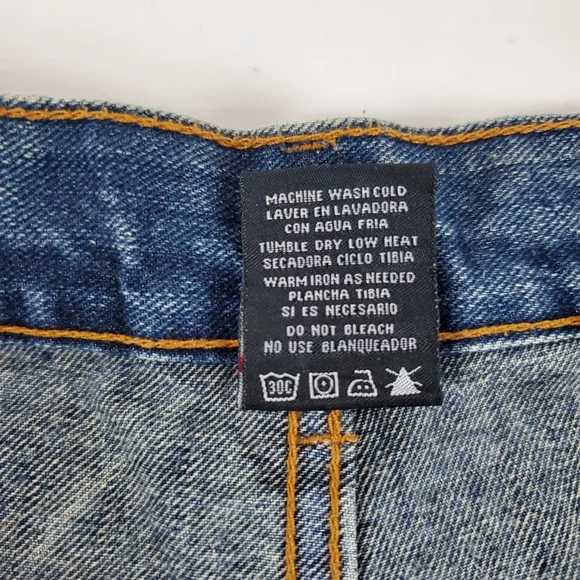 MACHINE WASH COLD
LAVER EN LAVADORA
CON AGUA FRIA
TUMBLE DRY LOW HEAT
SECADORA CICLO TIBIA
WARM IRON AS NEEDED
PLANCHA TIBIA
SI ES NECESARIO
DO NOT BLEACH
NO USE BLANQUEADOR
30C